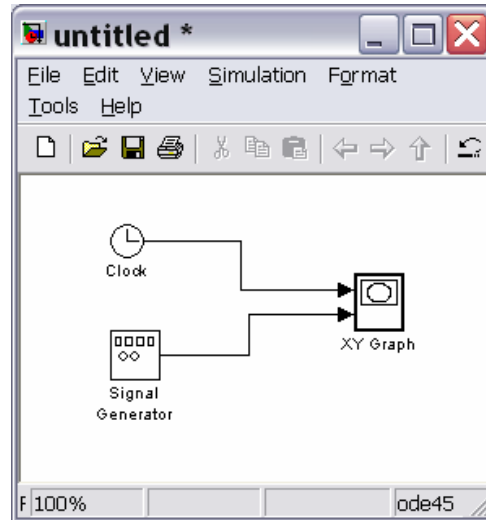 untitled *
File Edit View Simulation Format
Tools Help
Clock
XY Graph
Signal
Generator
F 100% ode45